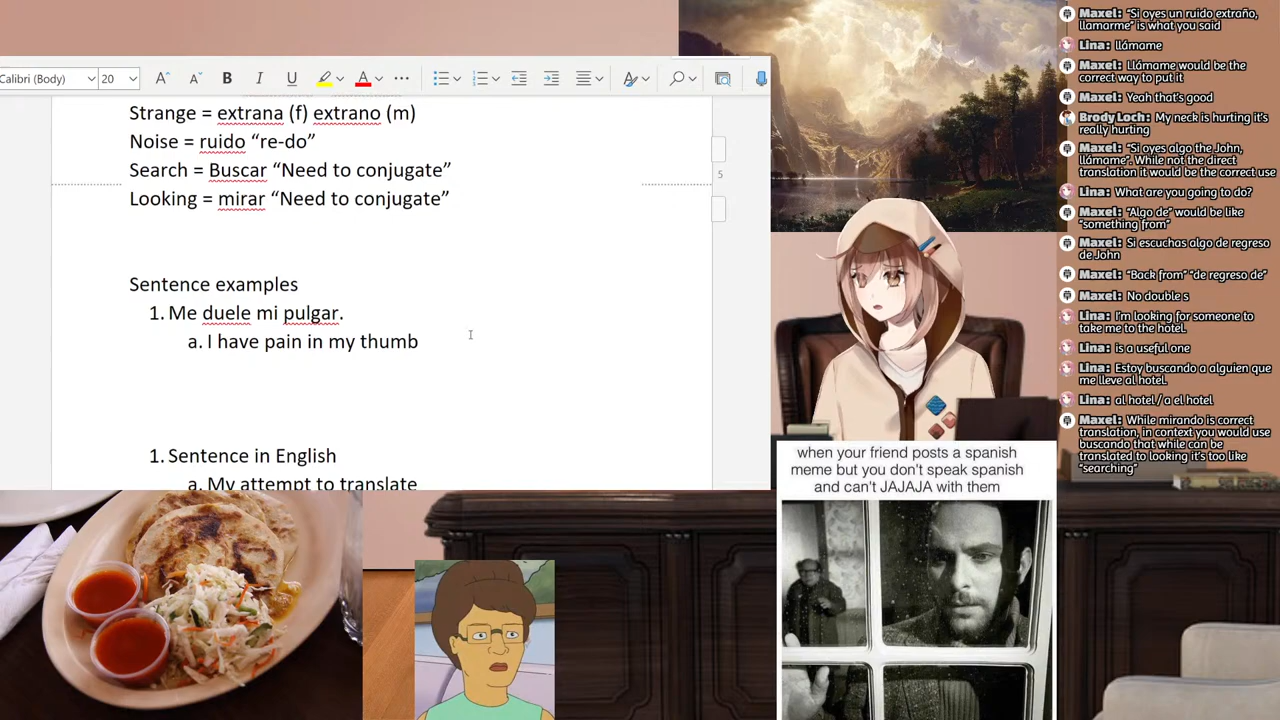 Calibri (Body)
20
Strange = extrana (f) extrano (m)
Noise = ruido “re-do”
Search = Buscar “Need to conjugate”
Looking = mirar “Need to conjugate”
5
Sentence examples
1. Me duele mi pulgar.
a. I have pain in my thumb
1. Sentence in English
a. My attempt to translate
Maxel: “Si oyes un ruido extraño,
llamarme” is what you said
Lina: llámame
Maxel: Llámame would be the
correct way to put it
Maxel: Yeah that's good
Brody Loch: My neck is hurting it's
really hurting
Maxel: “Si oyes algo the John,
llámame”. While not the direct
translation it would be the correct use
Lina: What are you going to do?
Maxel: “Algo de” would be like
“something from”
Maxel: Si escuchas algo de regreso
de John
Maxel: “Back from” “de regreso de”
Maxel: No double s
Lina: I’m looking for someone to
take me to the hotel.
Lina: is a useful one
Lina: Estoy buscando a alguien que
me lleve al hotel.
Lina: al hotel / a el hotel
Maxel: While mirando is correct
translation, in context you would use
buscando that while can be
translated to looking it’s too like
“searching”
when your friend posts a spanish
meme but you don't speak spanish
and can't JAJAJA with them